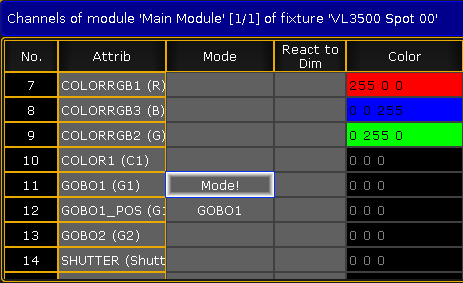 Channels of module 'Main Module' [1/1] of fixture 'VL3500 Spot 00'
No. Attrib Mode React to Dim Color
7 COLORRGB1 (R) 255 0 0
8 COLORRGB3 (B) 0 0 255
9 COLORRGB2 (G) 0 255 0
10 COLOR1 (C1) 0 0 0
11 GOBO1 (G1) Mode! 0 0 0
12 GOBO1_POS (G1 GOBO1 0 0 0
13 GOBO2 (G2) 0 0 0
14 SHUTTER (Shutt 0 0 0